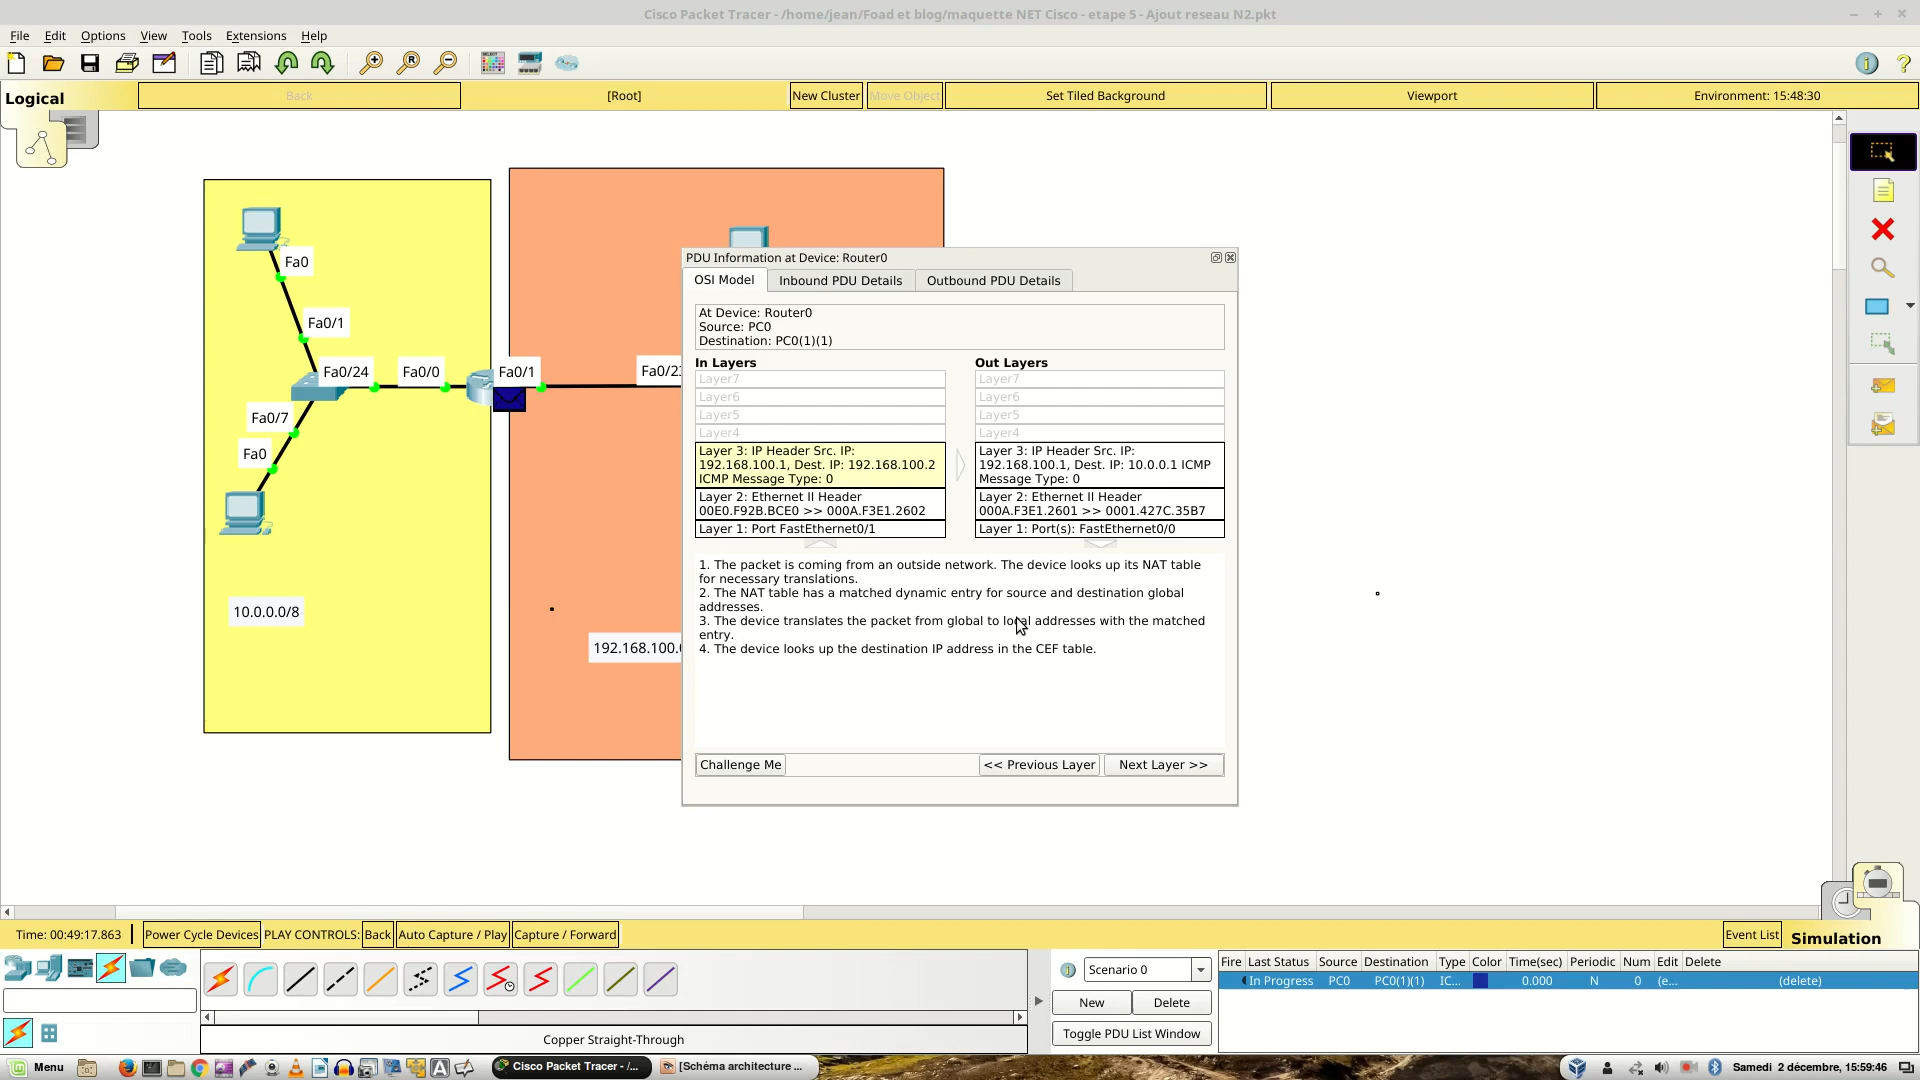 Cisco Packet Tracer - /home/jean/Foad et blog/maquette NET Cisco - etape 5 - Ajout reseau N2.pkt
File Edit Options View Tools Extensions Help
Logical
Back
[Root]
New Cluster
Move Object
Set Tiled Background
Viewport
Environment: 15:48:30
Fa0
Fa0/1
Fa0/24
Fa0/0
Fa0/1
Fa0/23
Fa0/7
Fa0
10.0.0.0/8
192.168.100.0
PDU Information at Device: Router0
OSI Model
Inbound PDU Details
Outbound PDU Details
At Device: Router0
Source: PC0
Destination: PC0(1)(1)
In Layers
Layer7
Layer6
Layer5
Layer4
Layer 3: IP Header Src. IP:
192.168.100.1, Dest. IP: 192.168.100.2
ICMP Message Type: 0
Layer 2: Ethernet II Header
00E0.F92B.BCE0 >> 000A.F3E1.2602
Layer 1: Port FastEthernet0/1
Out Layers
Layer7
Layer6
Layer5
Layer4
Layer 3: IP Header Src. IP:
192.168.100.1, Dest. IP: 10.0.0.1 ICMP
Message Type: 0
Layer 2: Ethernet II Header
000A.F3E1.2601 >> 0001.427C.35B7
Layer 1: Port(s): FastEthernet0/0
1. The packet is coming from an outside network. The device looks up its NAT table
for necessary translations.
2. The NAT table has a matched dynamic entry for source and destination global
addresses.
3. The device translates the packet from global to local addresses with the matched
entry.
4. The device looks up the destination IP address in the CEF table.
Challenge Me
<< Previous Layer
Next Layer >>
Time: 00:49:17.863
Power Cycle Devices
PLAY CONTROLS:
Back
Auto Capture / Play
Capture / Forward
Event List
Simulation
Copper Straight-Through
Scenario 0
New
Delete
Toggle PDU List Window
Fire Last Status Source Destination Type Color Time(sec) Periodic Num Edit Delete
In Progress PC0 PC0(1)(1) IC... 0.000 N 0 (e... (delete)
Menu
Cisco Packet Tracer - /...
[Schéma architecture ...
Samedi 2 décembre, 15:59:46